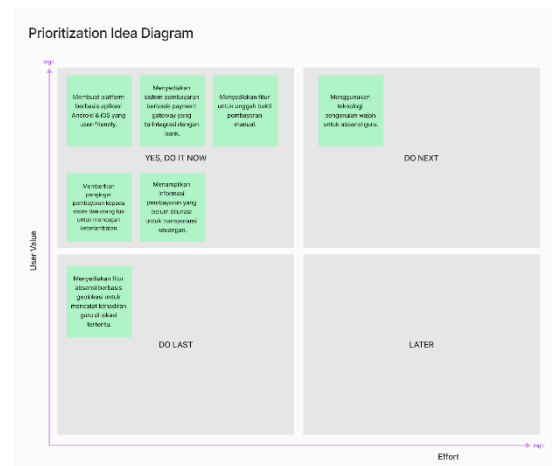 Prioritization Idea Diagram
High
Membuat platform
berbasis aplikasi
Android & iOS yang
user-friendly.
Menyediakan
sistem pembayaran
berbasis payment
gateway yang
terintegrasi dengan
bank.
Menyediakan fitur
untuk unggah bukti
pembayaran
manual.
Menggunakan
teknologi
pengenalan wajah
untuk absensi guru.
YES, DO IT NOW
DO NEXT
Memberikan
pengingat
pembayaran kepada
siswa dan orang tua
untuk mencegah
keterlambatan.
Menampilkan
informasi
pembayaran yang
belum dilunasi
untuk transparansi
keuangan.
User Value
Menyediakan fitur
absensi berbasis
geolokasi untuk
mencatat kehadiran
guru di lokasi
tertentu.
DO LAST
LATER
High
Effort